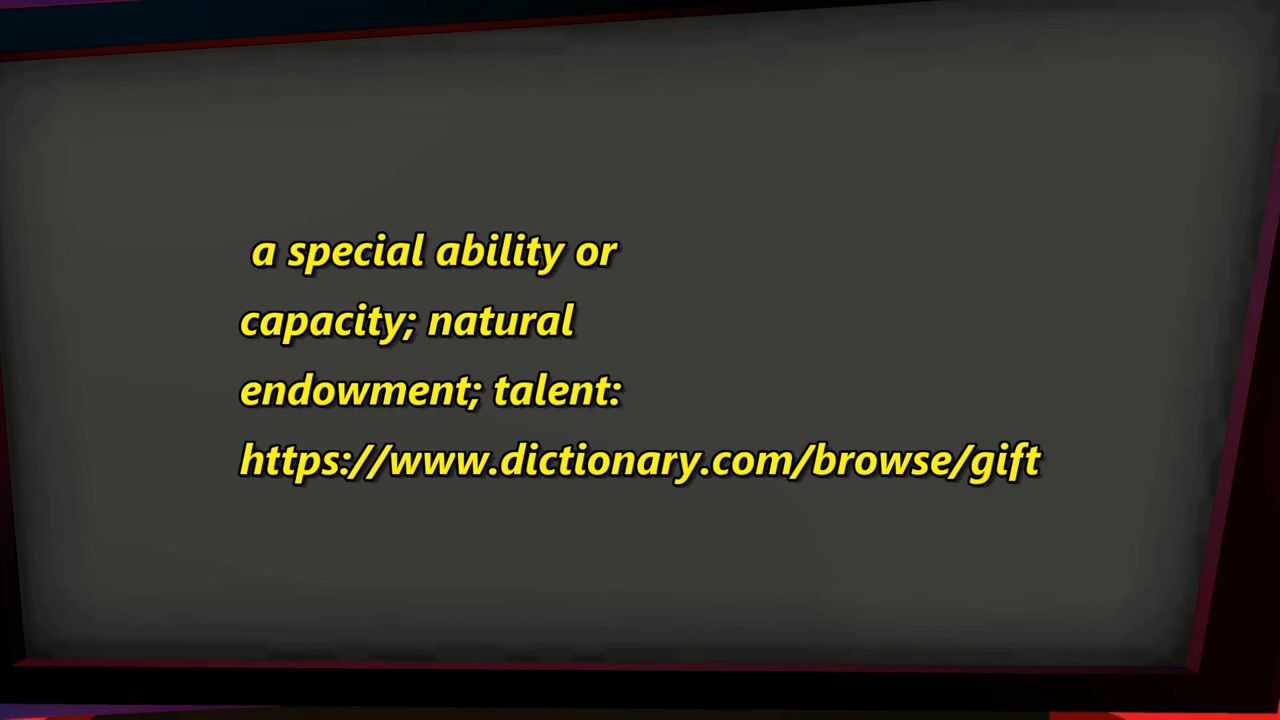 a special ability or
capacity; natural
endowment; talent:
https://www.dictionary.com/browse/gift